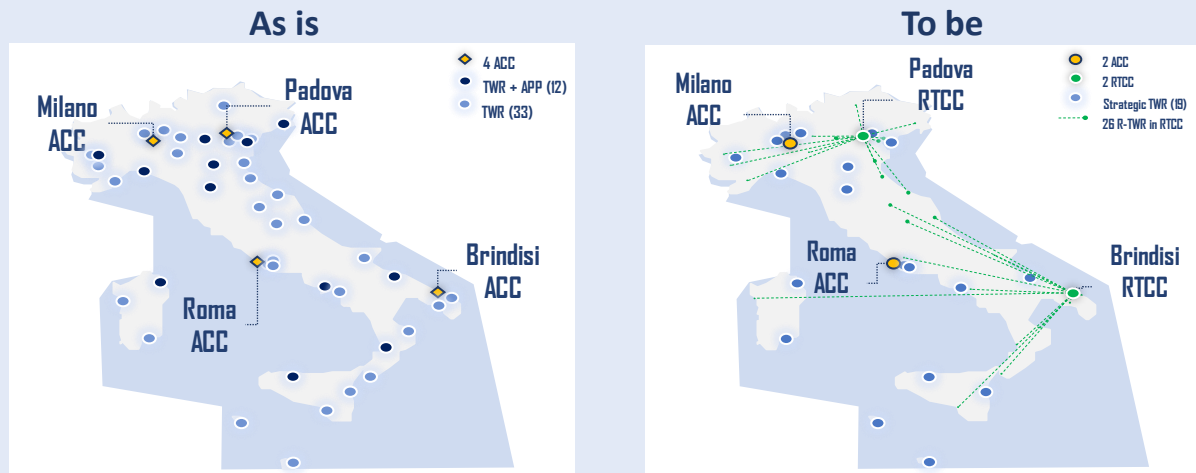 As is
4 ACC
TWR + APP (12)
TWR (33)
Milano
ACC
Padova
ACC
Roma
ACC
Brindisi
ACC
To be
2 ACC
2 RTCC
Strategic TWR (19)
26 R-TWR in RTCC
Milano
ACC
Padova
RTCC
Roma
ACC
Brindisi
RTCC